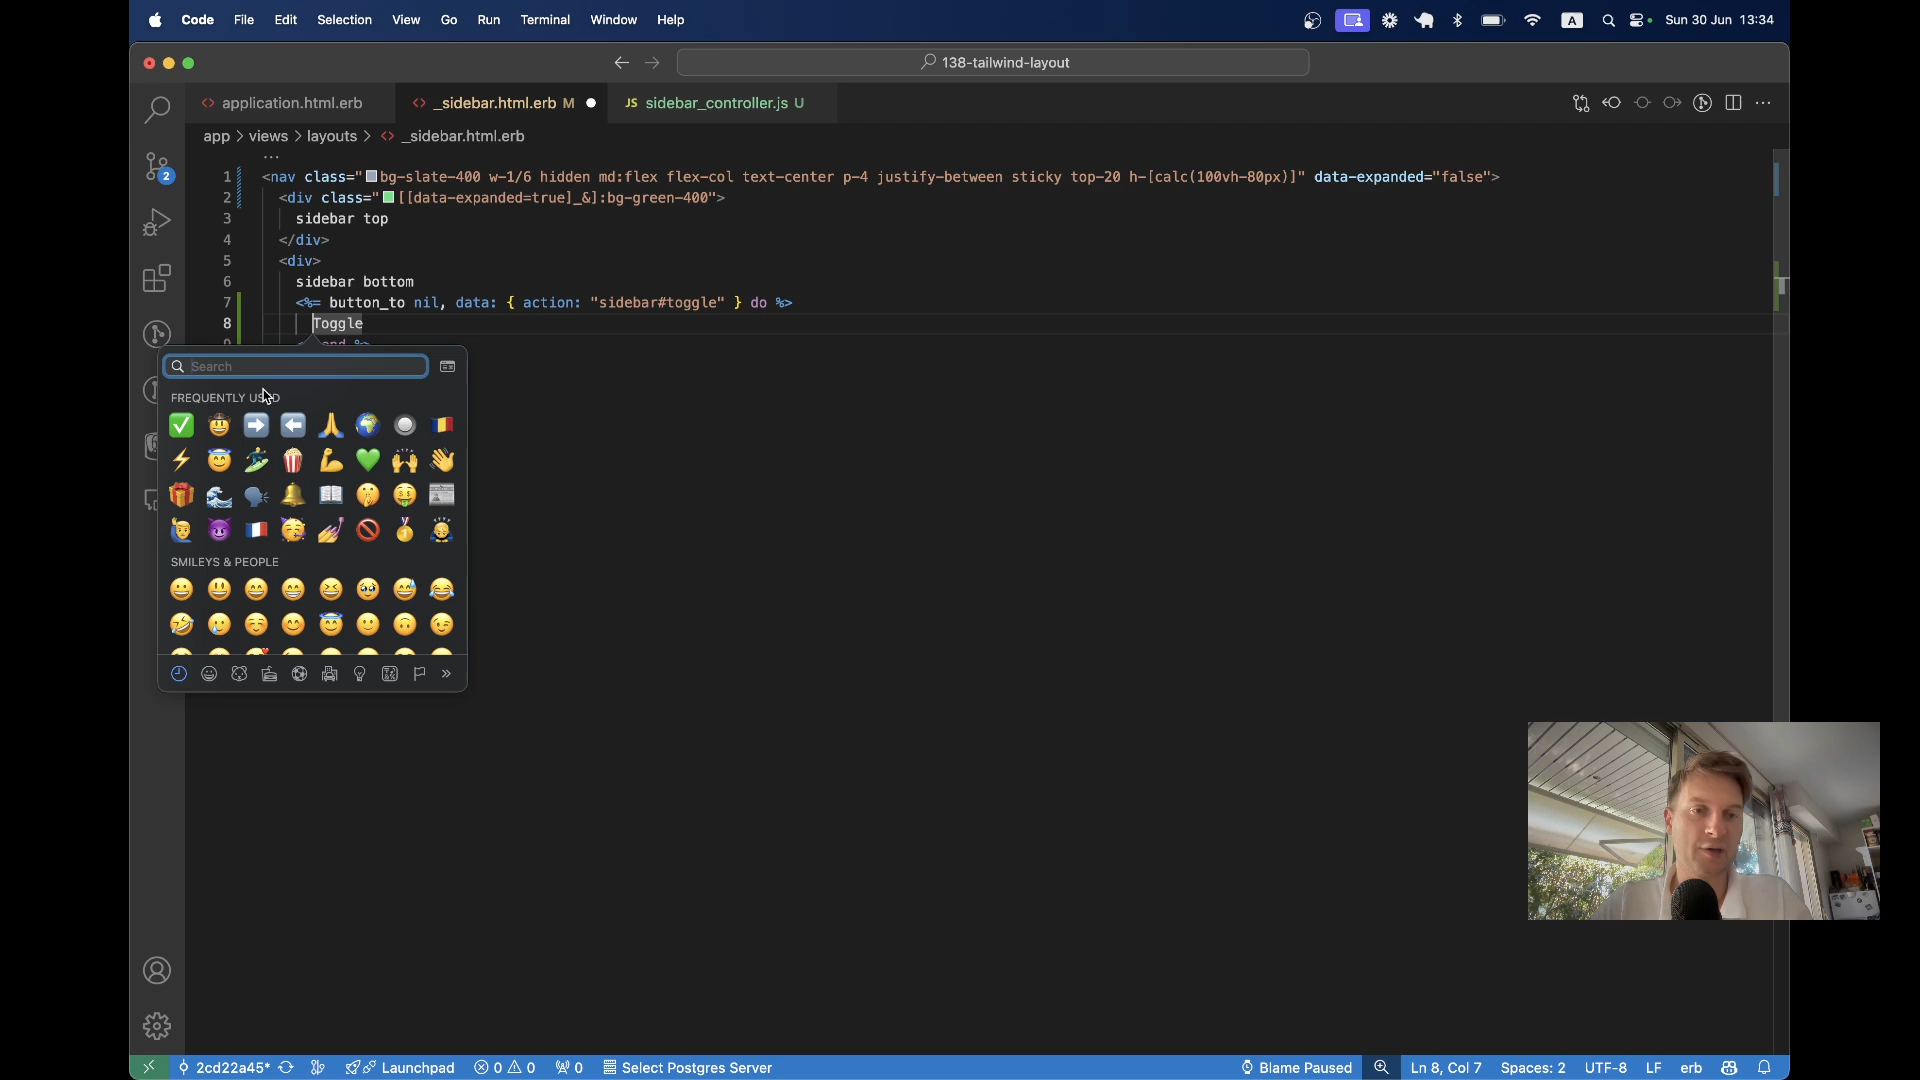 Code File Edit Selection View Go Run Terminal Window Help
A Sun 30 Jun 13:34
138-tailwind-layout
<> application.html.erb <> _sidebar.html.erb M JS sidebar_controller.js U
app > views > layouts > <> _sidebar.html.erb
...
1 <nav class="bg-slate-400 w-1/6 hidden md:flex flex-col text-center p-4 justify-between sticky top-20 h-[calc(100vh-80px)]" data-expanded="false">
2 <div class="[[data-expanded=true]_&]:bg-green-400">
3 sidebar top
4 </div>
5 <div>
6 sidebar bottom
7 <%= button_to nil, data: { action: "sidebar#toggle" } do %>
8 Toggle
2
Search
FREQUENTLY USED
SMILEYS & PEOPLE
2cd22a45* Launchpad 0 0 0 Select Postgres Server Blame Paused Ln 8, Col 7 Spaces: 2 UTF-8 LF erb